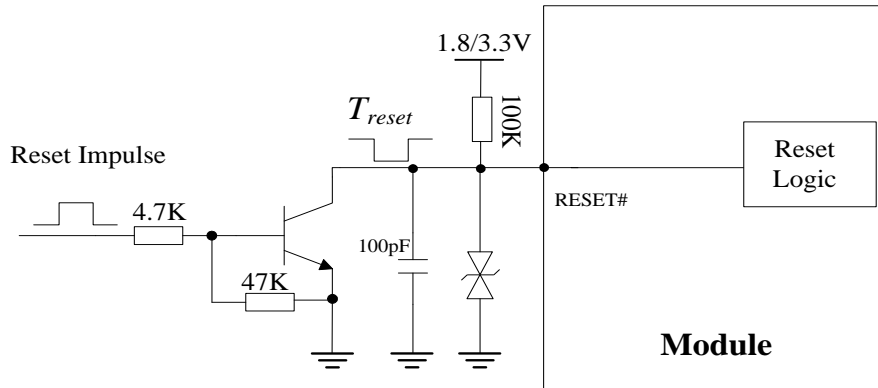 1.8/3.3V
100K
Treset
Reset Impulse
4.7K
47K
100pF
RESET#
Reset
Logic
Module